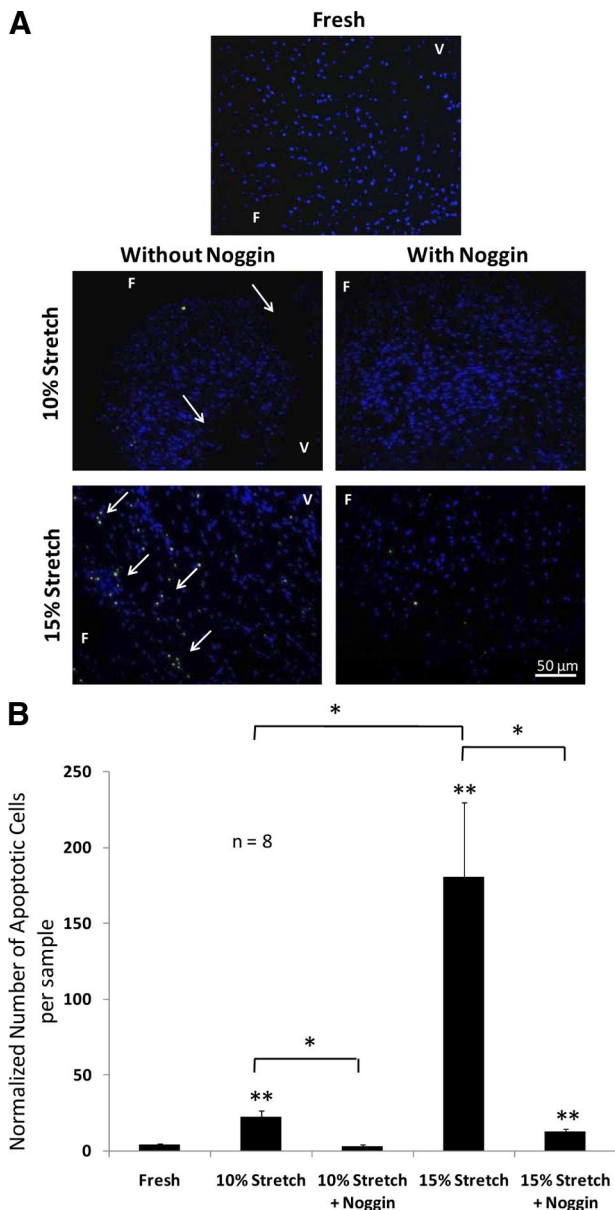 A
Fresh
V
F
Without Noggin
With Noggin
10% Stretch
F
V
F
15% Stretch
V
F
F
50 µm
B
*
*
250
200
150
100
50
0
Normalized Number of Apoptotic Cells
per sample
n = 8
**
*
**
**
Fresh
10% Stretch
10% Stretch
+ Noggin
15% Stretch
15% Stretch
+ Noggin